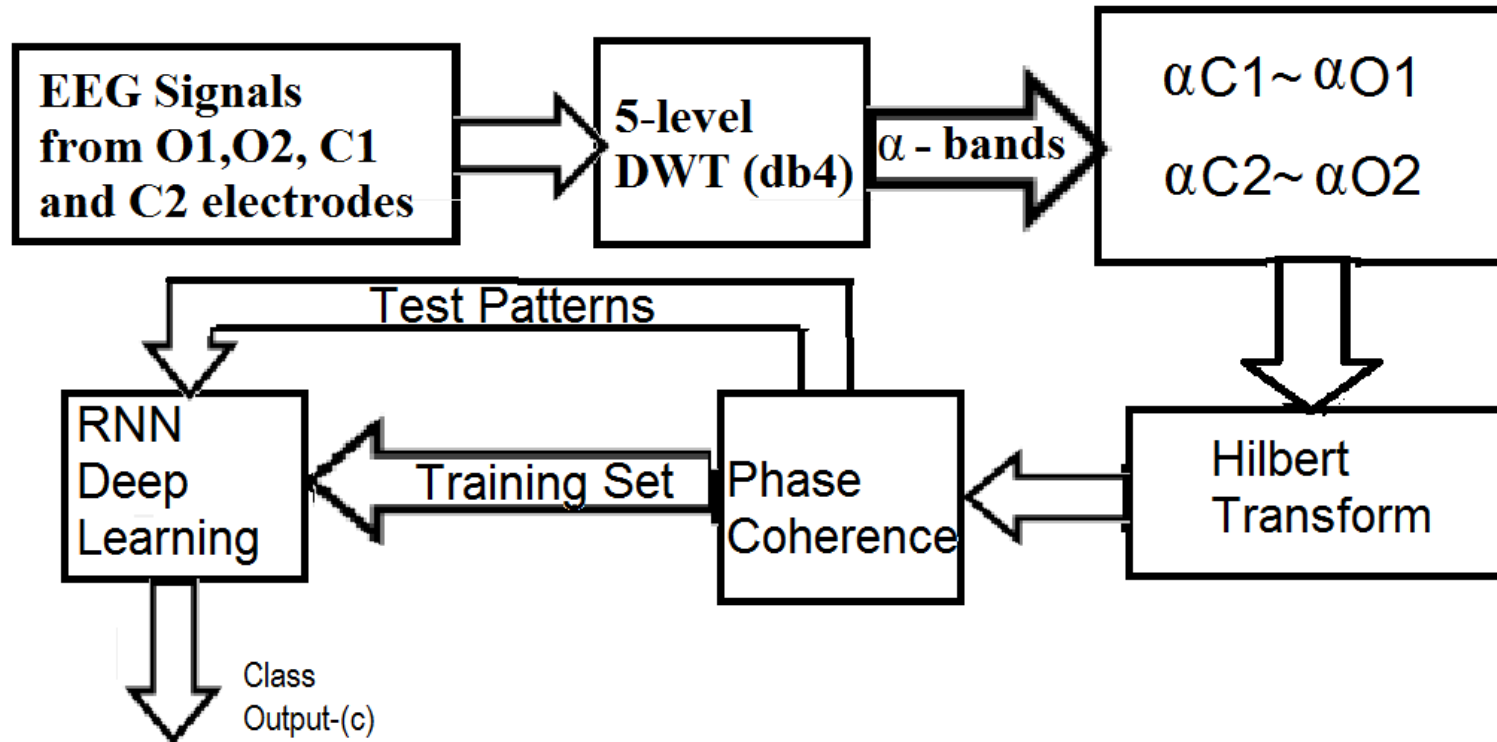 EEG Signals
from O1,O2, C1
and C2 electrodes
5-level
DWT (db4)
α - bands
αC1~ αO1
αC2~ αO2
Hilbert
Transform
Phase
Coherence
Test Patterns
Training Set
RNN
Deep
Learning
Class
Output-(c)